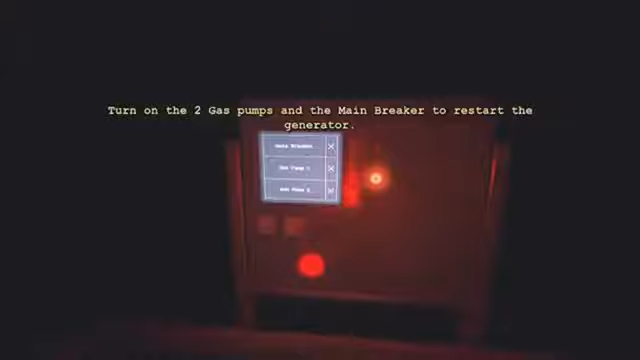 Turn on the 2 Gas pumps and the Main Breaker to restart the
generator.
Main Breaker X
Gas Pump 1 X
Gas Pump 2 X